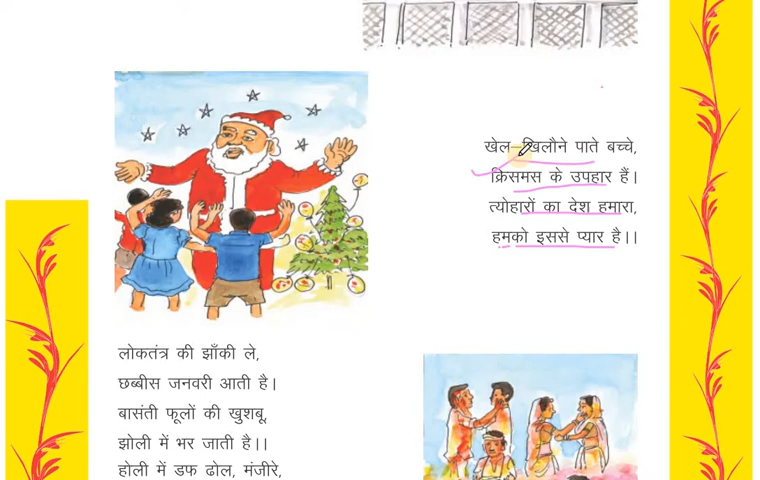 खेल-खिलौने पाते बच्चे,
क्रिसमस के उपहार हैं।
त्योहारों का देश हमारा,
हमको इससे प्यार है।।
लोकतंत्र की झाँकी ले,
छब्बीस जनवरी आती है।
बासंती फूलों की खुशबू,
झोली में भर जाती है।।
होली में डफ ढोल, मंजीरे,